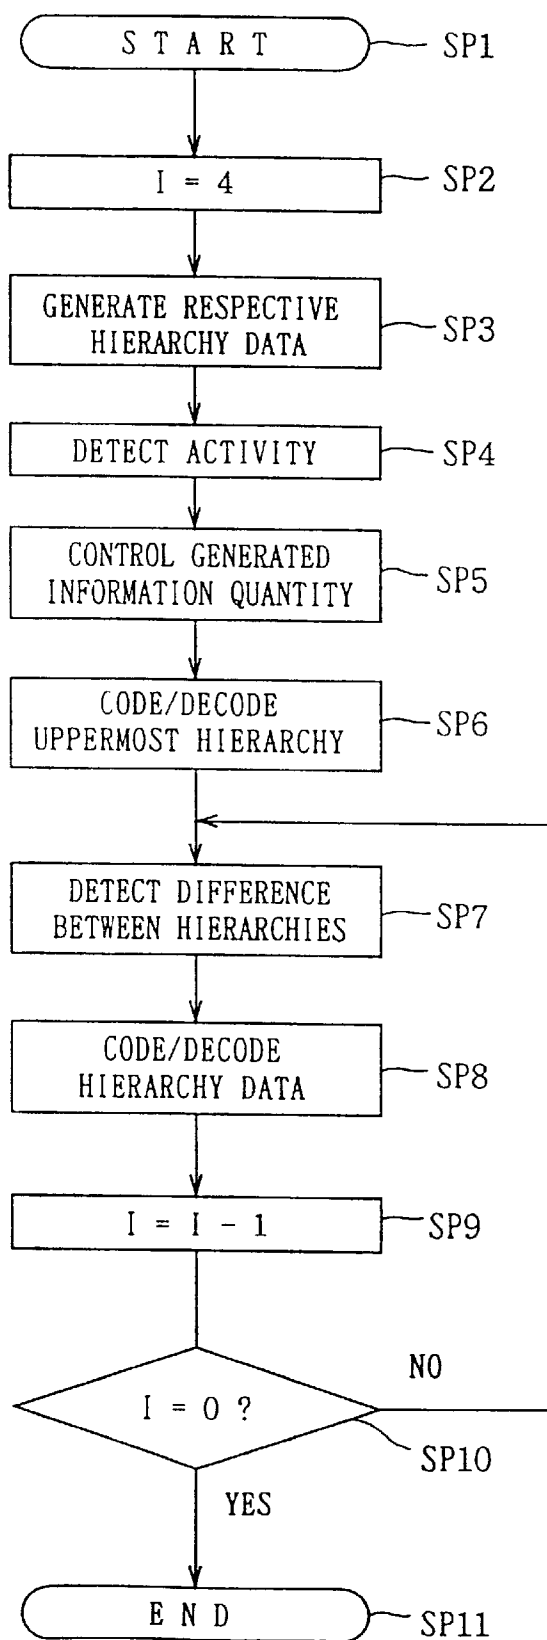 START
SP1
I = 4
SP2
GENERATE RESPECTIVE
HIERARCHY DATA
SP3
DETECT ACTIVITY
SP4
CONTROL GENERATED
INFORMATION QUANTITY
SP5
CODE/DECODE
UPPERMOST HIERARCHY
SP6
DETECT DIFFERENCE
BETWEEN HIERARCHIES
SP7
CODE/DECODE
HIERARCHY DATA
SP8
I = I - 1
SP9
NO
I = 0 ?
SP10
YES
END
SP11